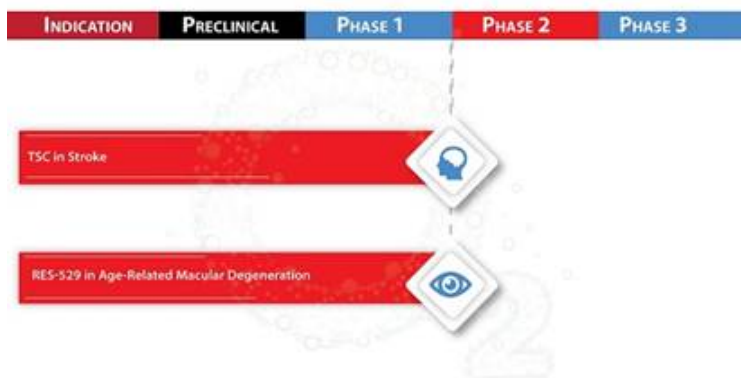 INDICATION PRECLINICAL PHASE 1 PHASE 2 PHASE 3
TSC in Stroke
RES-529 in Age-Related Macular Degeneration